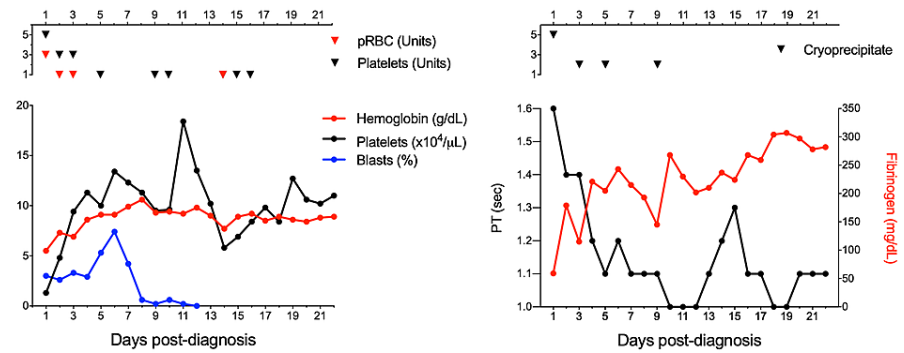 1 3 5 7 9 11 13 15 17 19 21
5
3
1
pRBC (Units)
Platelets (Units)
20
15
10
5
0
Hemoglobin (g/dL)
Platelets (x10⁴/μL)
Blasts (%)
1 3 5 7 9 11 13 15 17 19 21
Days post-diagnosis
1 3 5 7 9 11 13 15 17 19 21
5
3
1
Cryoprecipitate
PT (sec)
1.6
1.4
1.3
1.2
1.1
1.0
350
300
250
200
150
100
50
0
Fibrinogen (mg/dL)
1 3 5 7 9 11 13 15 17 19 21
Days post-diagnosis